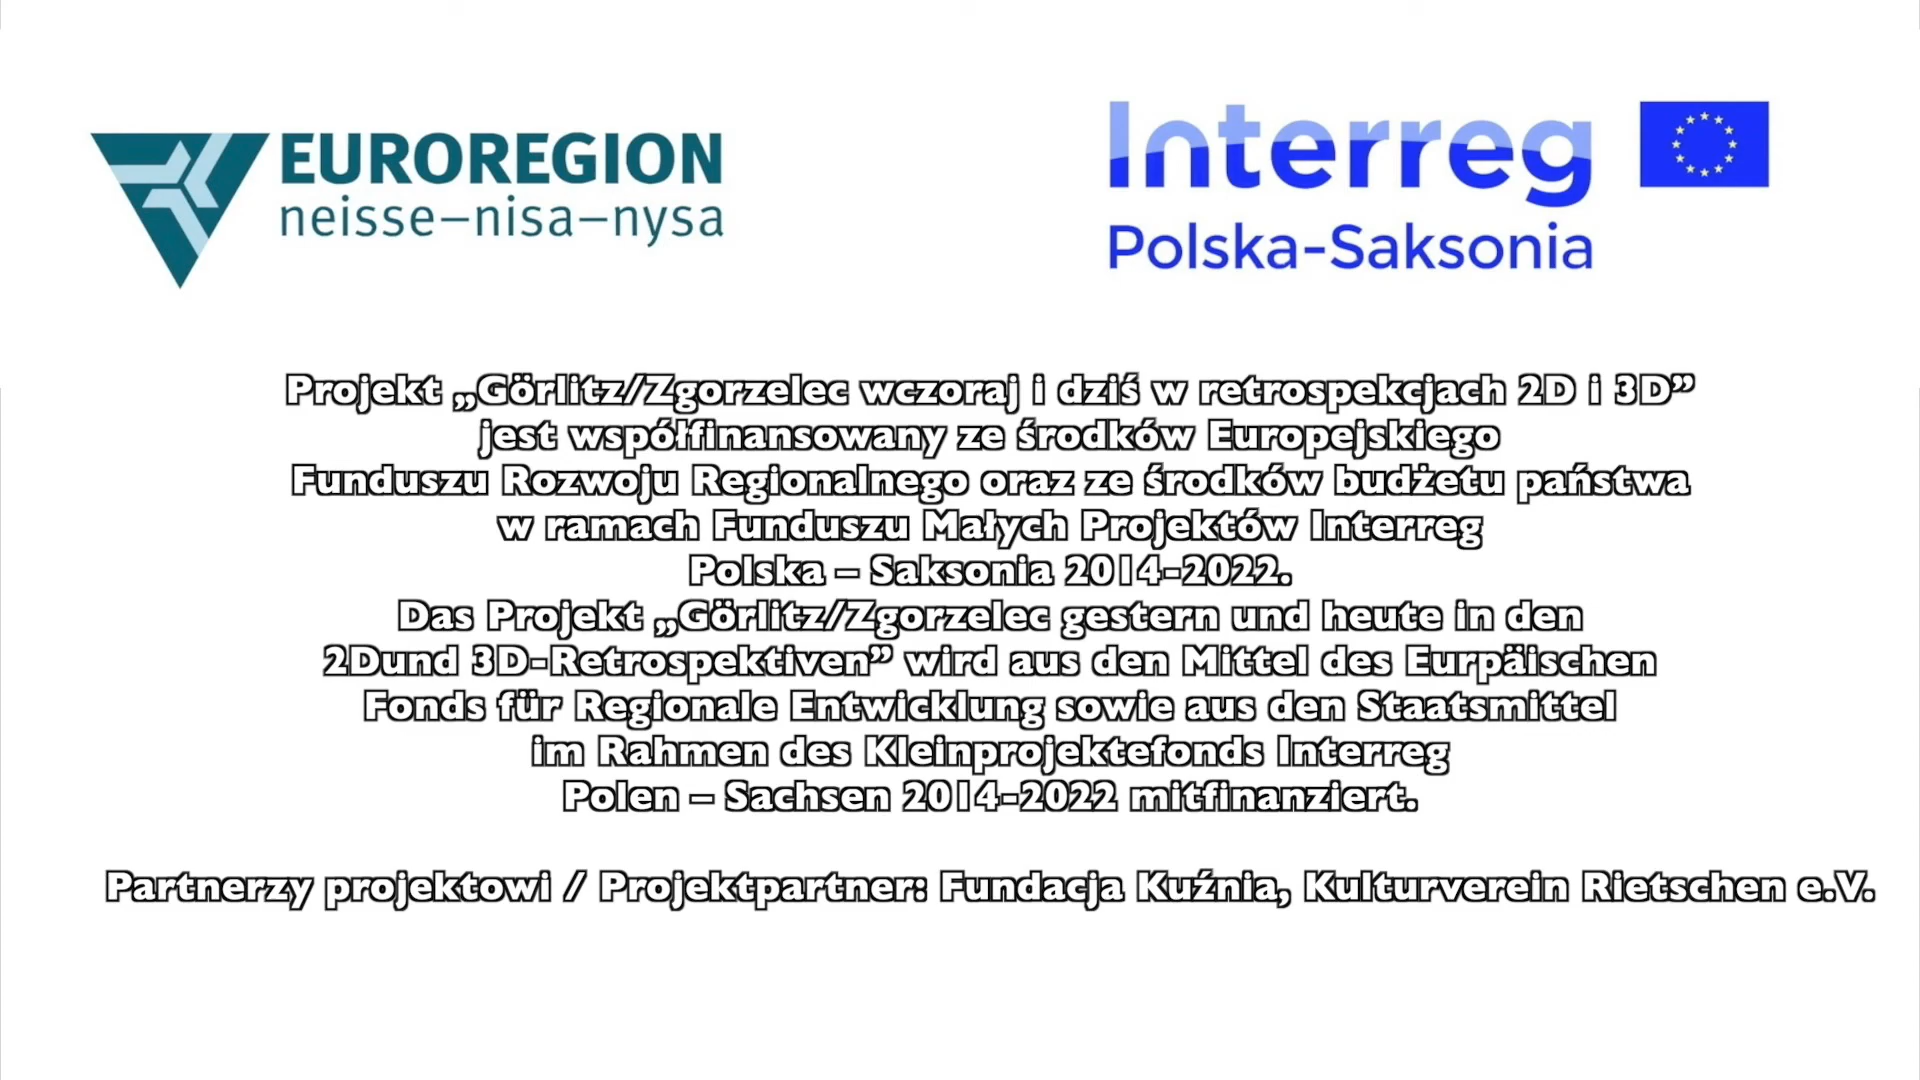 EUROREGION
neisse–nisa–nysa
Interreg
Polska-Saksonia
Projekt „Görlitz/Zgorzelec wczoraj i dziś w retrospekcjach 2D i 3D”
jest współfinansowany ze środków Europejskiego
Funduszu Rozwoju Regionalnego oraz ze środków budżetu państwa
w ramach Funduszu Małych Projektów Interreg
Polska – Saksonia 2014-2022.
Das Projekt „Görlitz/Zgorzelec gestern und heute in den
2Dund 3D-Retrospektiven” wird aus den Mittel des Eurpäischen
Fonds für Regionale Entwicklung sowie aus den Staatsmittel
im Rahmen des Kleinprojektefonds Interreg
Polen – Sachsen 2014-2022 mitfinanziert.
Partnerzy projektowi / Projektpartner: Fundacja Kuźnia, Kulturverein Rietschen e.V.